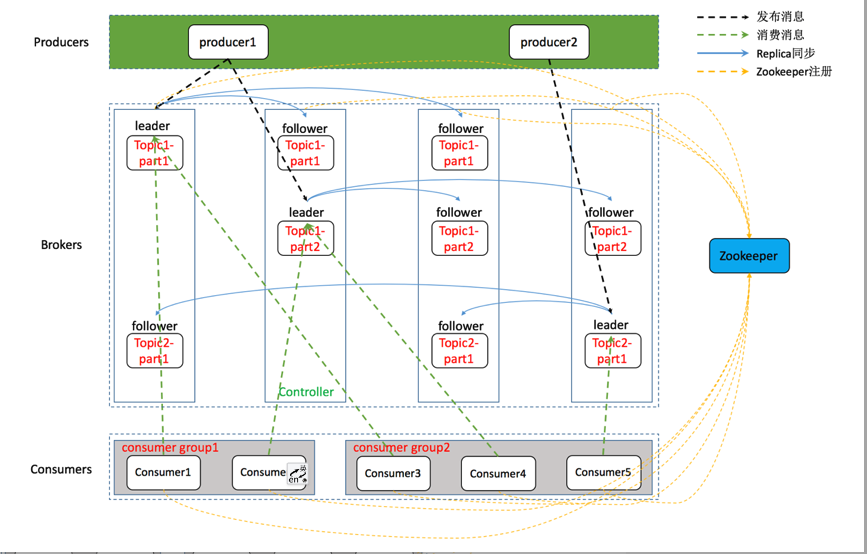 发布消息
消费消息
Replica同步
Zookeeper注册
Producers
producer1
producer2
Brokers
leader
Topic1-
part1
follower
Topic1-
part1
follower
Topic1-
part1
leader
Topic1-
part2
follower
Topic1-
part2
follower
Topic1-
part2
follower
Topic2-
part1
follower
Topic2-
part1
leader
Topic2-
part1
Controller
Zookeeper
Consumers
consumer group1
Consumer1
Consume
en
consumer group2
Consumer3
Consumer4
Consumer5